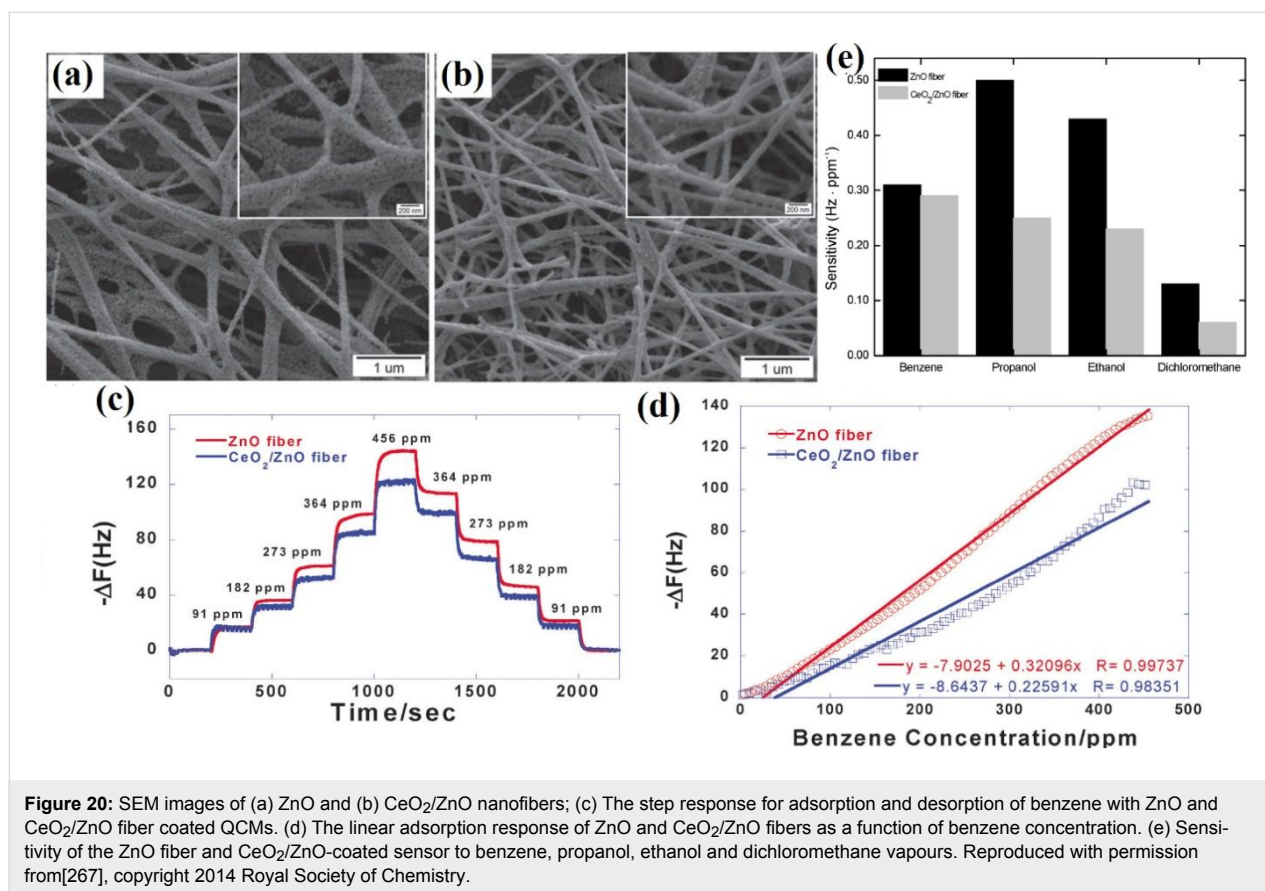 (a)
200 nm
1 um
(b)
200 nm
1 um
(e)
ZnO fiber
CeO₂/ZnO fiber
Sensitivity (Hz · ppm⁻¹)
0.50
0.40
0.30
0.20
0.10
0.00
Benzene Propanol Ethanol Dichloromethane
(c)
ZnO fiber
CeO₂/ZnO fiber
-ΔF(Hz)
160
120
80
40
0
91 ppm
182 ppm
273 ppm
364 ppm
456 ppm
364 ppm
273 ppm
182 ppm
91 ppm
0 500 1000 1500 2000
Time/sec
(d)
ZnO fiber
CeO₂/ZnO fiber
-ΔF(Hz)
140
120
100
80
60
40
20
0
y = -7.9025 + 0.32096x R= 0.99737
y = -8.6437 + 0.22591x R= 0.98351
0 100 200 300 400 500
Benzene Concentration/ppm
Figure 20: SEM images of (a) ZnO and (b) CeO₂/ZnO nanofibers; (c) The step response for adsorption and desorption of benzene with ZnO and
CeO₂/ZnO fiber coated QCMs. (d) The linear adsorption response of ZnO and CeO₂/ZnO fibers as a function of benzene concentration. (e) Sensi-
tivity of the ZnO fiber and CeO₂/ZnO-coated sensor to benzene, propanol, ethanol and dichloromethane vapours. Reproduced with permission
from[267], copyright 2014 Royal Society of Chemistry.